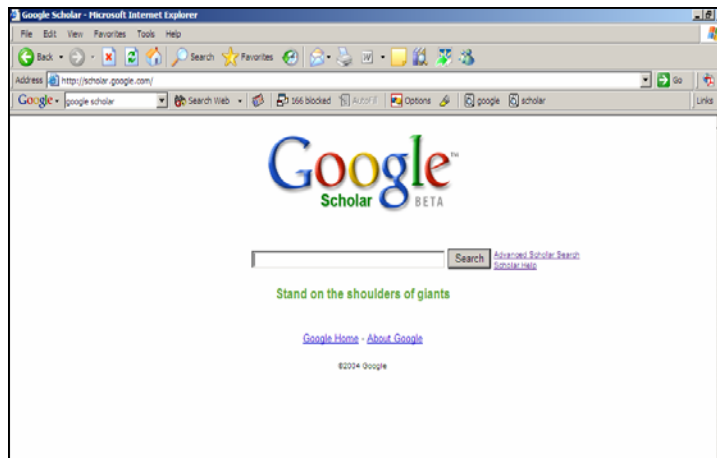 Google Scholar - Microsoft Internet Explorer
File Edit View Favorites Tools Help
Back Search Favorites
Address http://scholar.google.com/ Go
Google google scholar Search Web 166 blocked AutoFill Options google scholar Links
Google™
Scholar BETA
Search Advanced Scholar Search
Scholar Help
Stand on the shoulders of giants
Google Home - About Google
©2004 Google